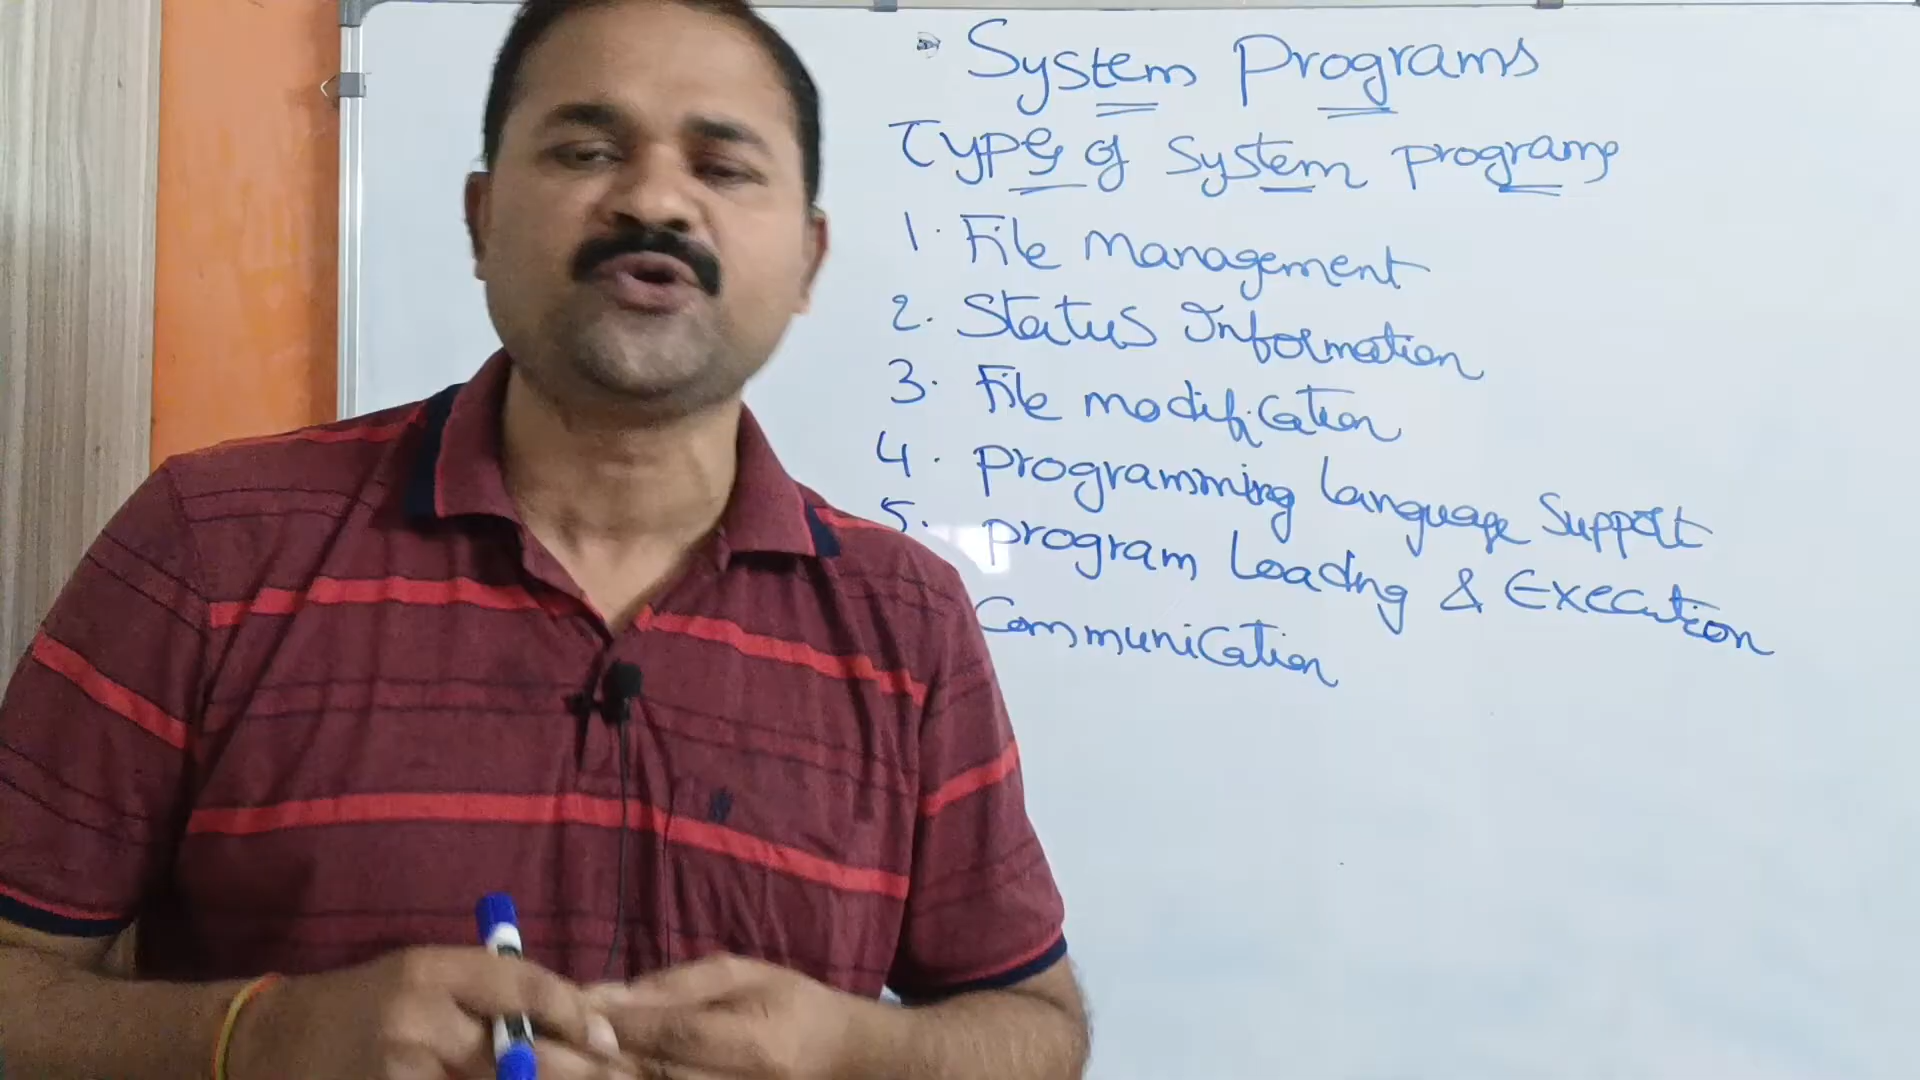 System Programs
Types of System programs
1. File Management
2. Status Information
3. File modification
4. programming language Support
5. program Loading & Execution
Communication